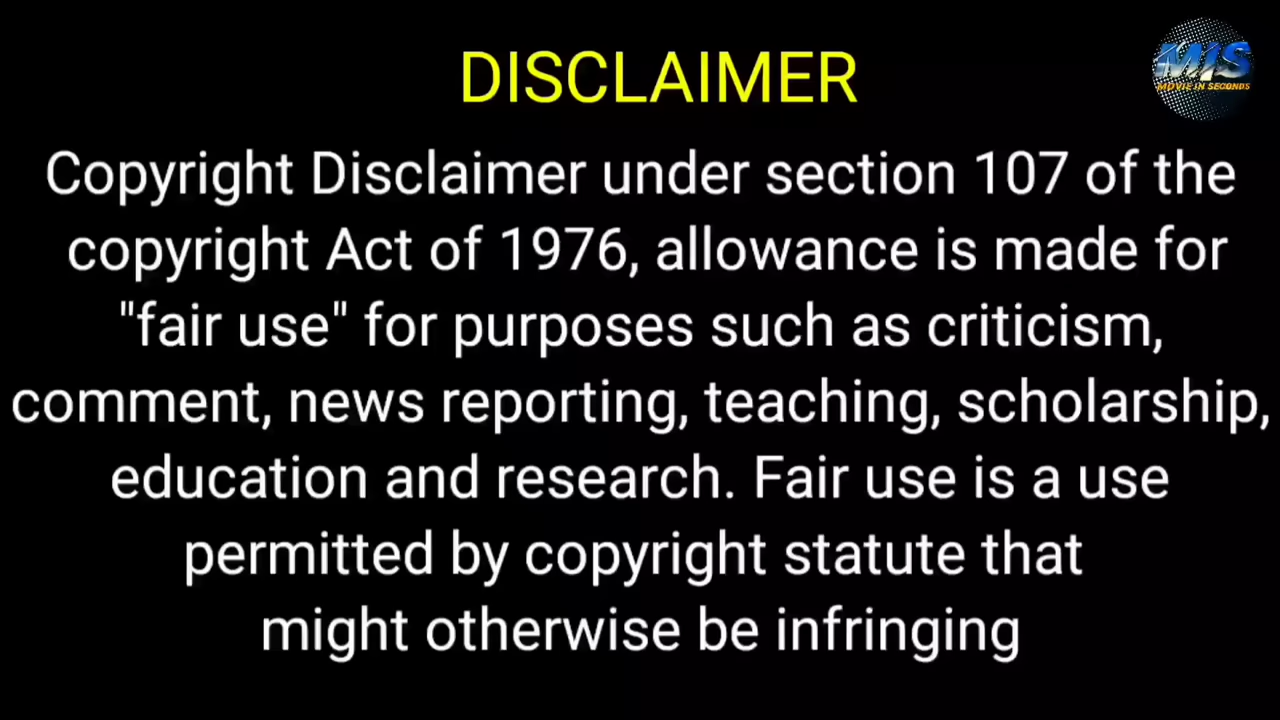 DISCLAIMER
MIS
MOVIE IN SECONDS
Copyright Disclaimer under section 107 of the
copyright Act of 1976, allowance is made for
"fair use" for purposes such as criticism,
comment, news reporting, teaching, scholarship,
education and research. Fair use is a use
permitted by copyright statute that
might otherwise be infringing